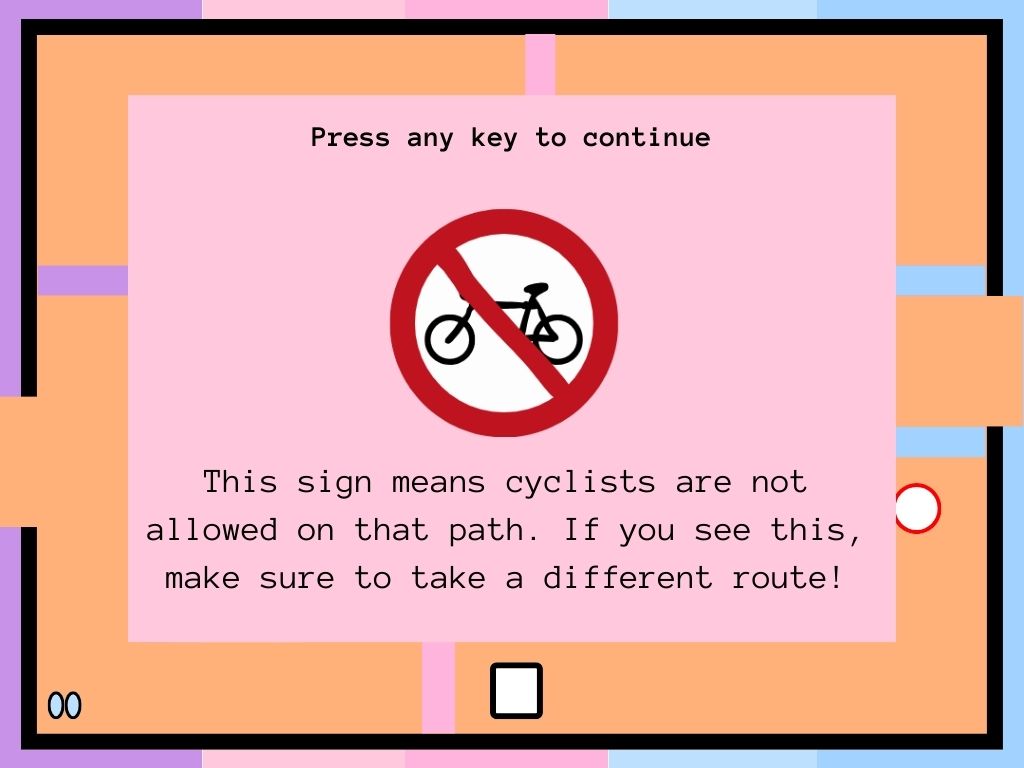 Press any key to continue
This sign means cyclists are not
allowed on that path. If you see this,
make sure to take a different route!